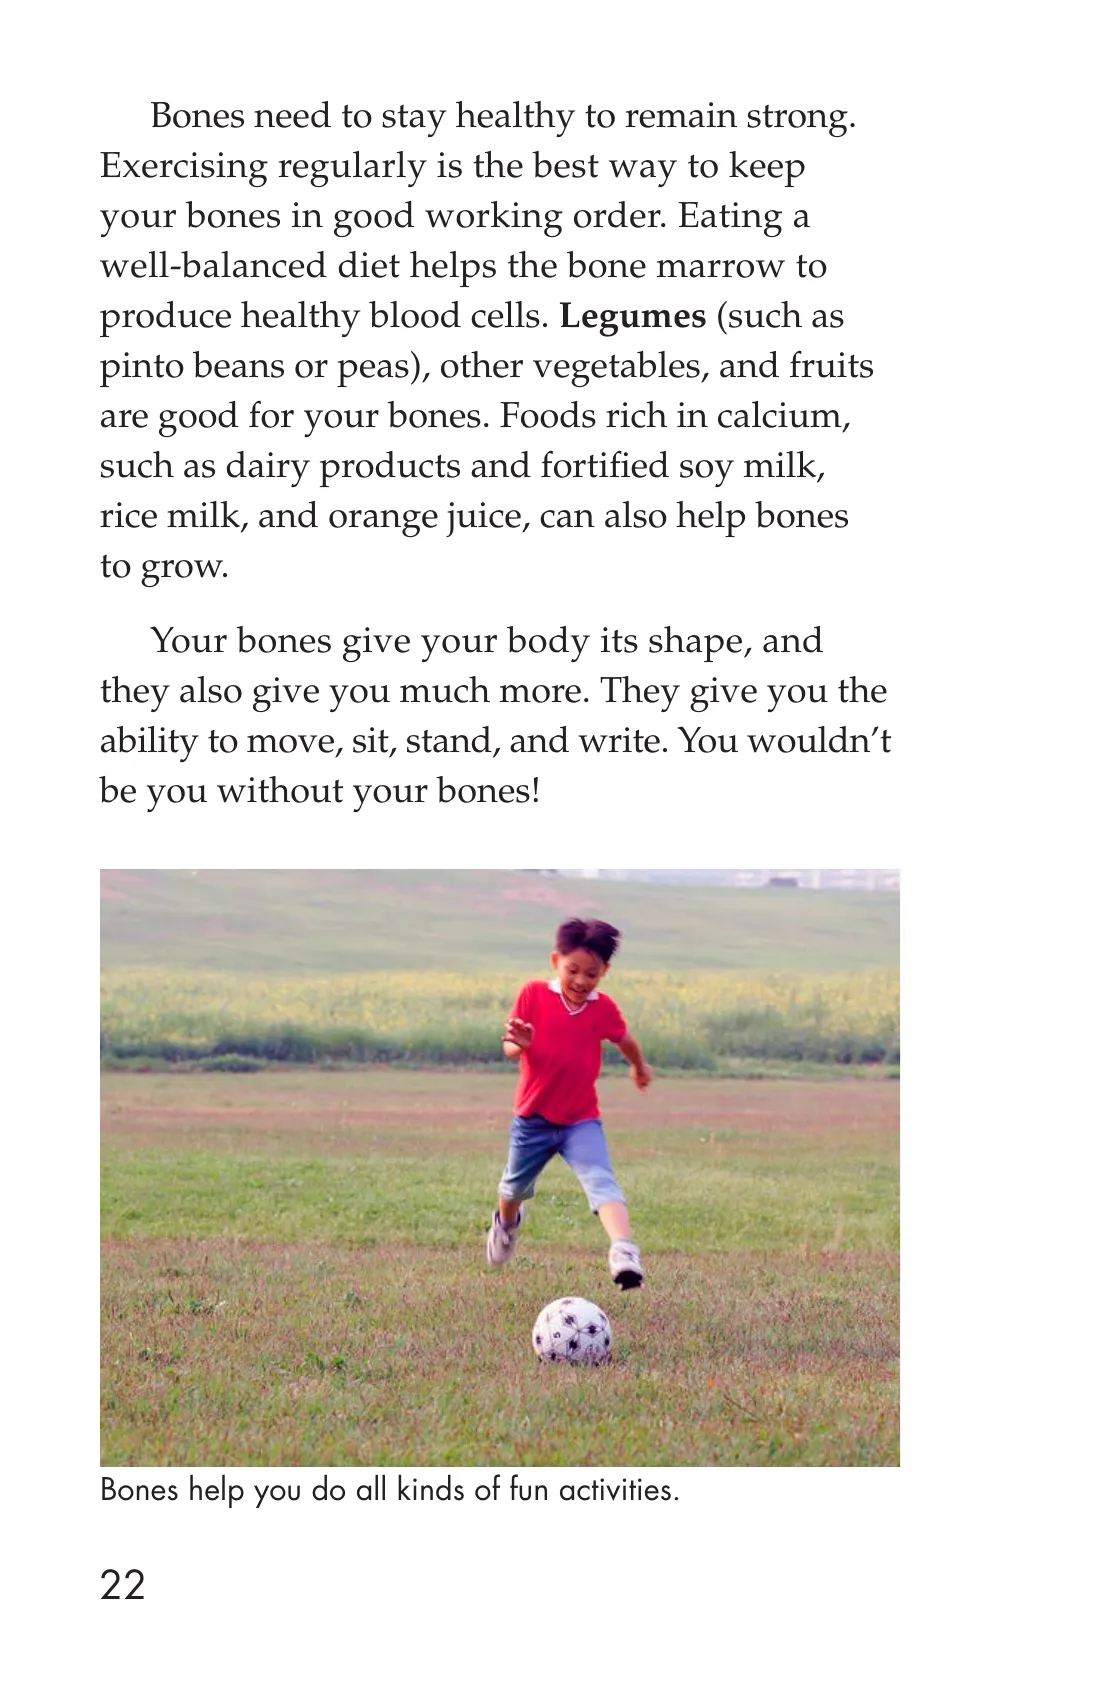 Bones need to stay healthy to remain strong.
Exercising regularly is the best way to keep
your bones in good working order. Eating a
well-balanced diet helps the bone marrow to
produce healthy blood cells. Legumes (such as
pinto beans or peas), other vegetables, and fruits
are good for your bones. Foods rich in calcium,
such as dairy products and fortified soy milk,
rice milk, and orange juice, can also help bones
to grow.
Your bones give your body its shape, and
they also give you much more. They give you the
ability to move, sit, stand, and write. You wouldn’t
be you without your bones!
Bones help you do all kinds of fun activities.
22